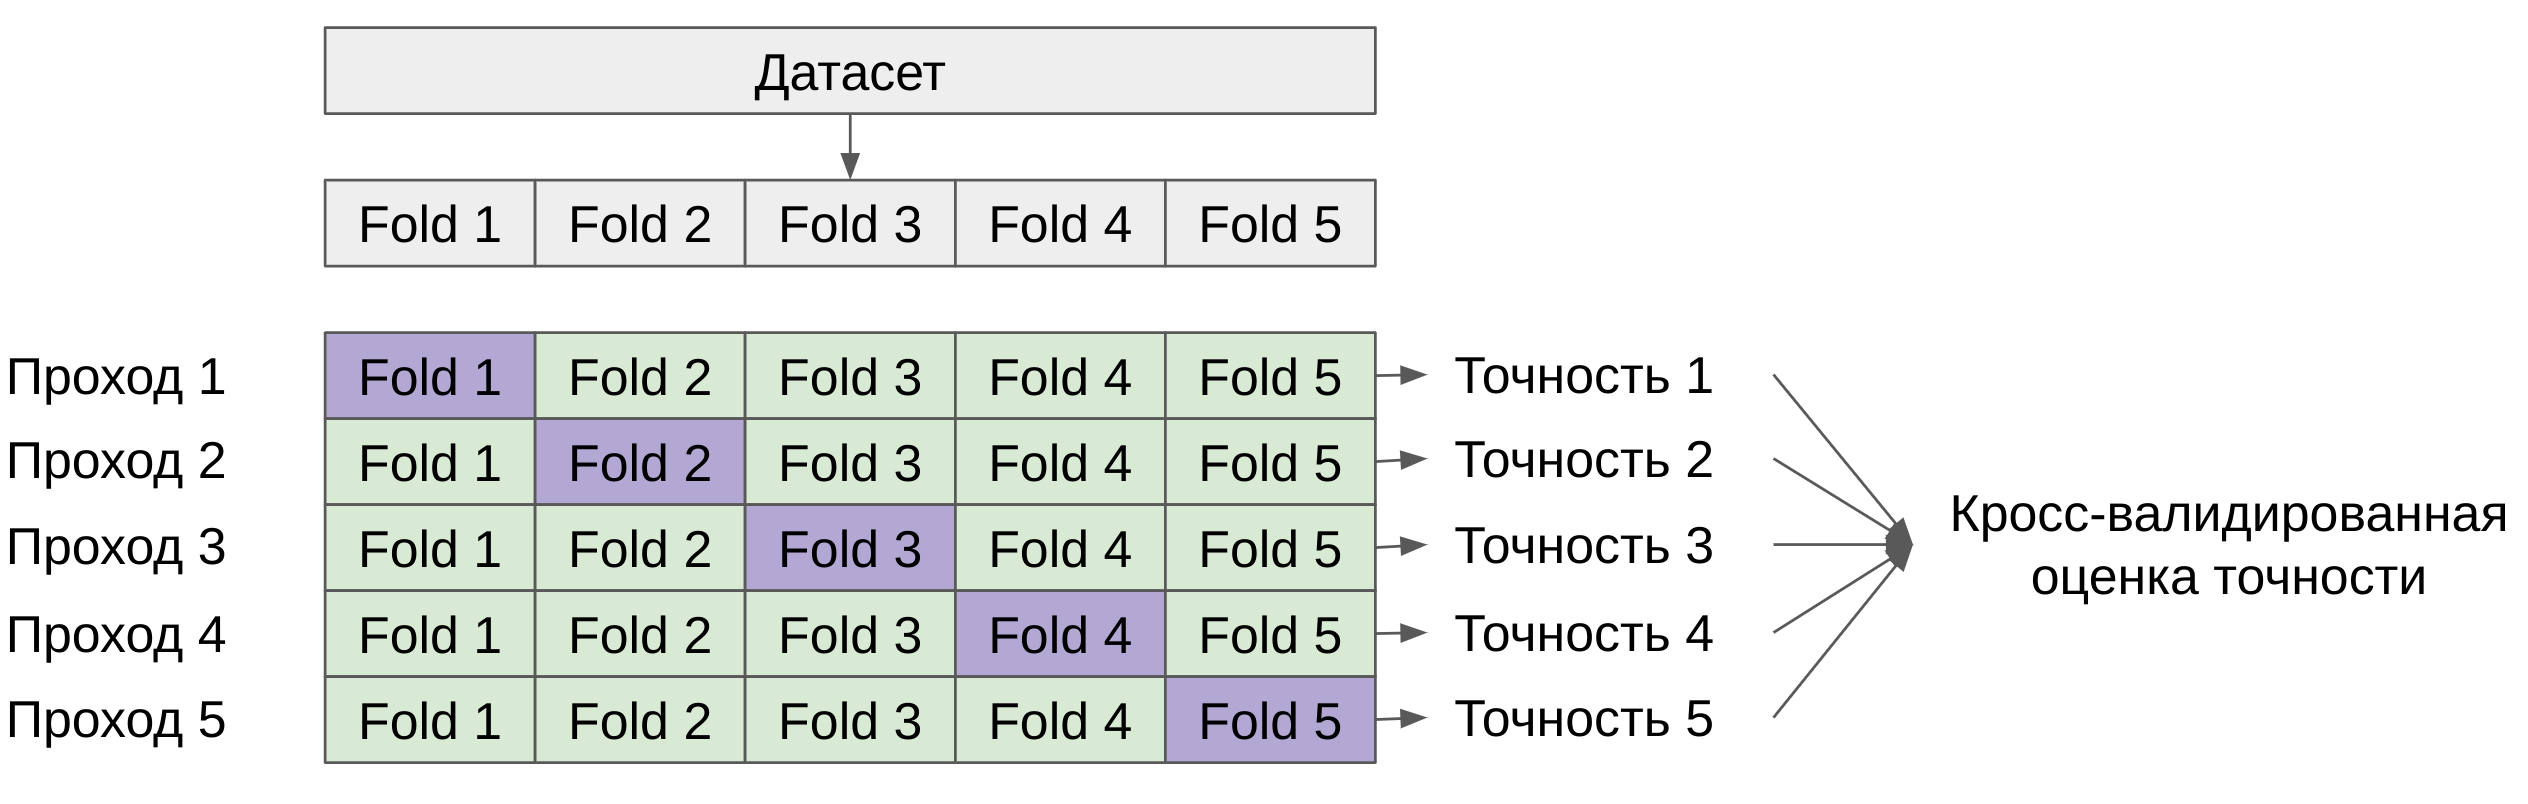 Датасет
Fold 1 Fold 2 Fold 3 Fold 4 Fold 5
Проход 1 Fold 1 Fold 2 Fold 3 Fold 4 Fold 5 Точность 1
Проход 2 Fold 1 Fold 2 Fold 3 Fold 4 Fold 5 Точность 2
Проход 3 Fold 1 Fold 2 Fold 3 Fold 4 Fold 5 Точность 3
Проход 4 Fold 1 Fold 2 Fold 3 Fold 4 Fold 5 Точность 4
Проход 5 Fold 1 Fold 2 Fold 3 Fold 4 Fold 5 Точность 5
Кросс-валидированная
оценка точности